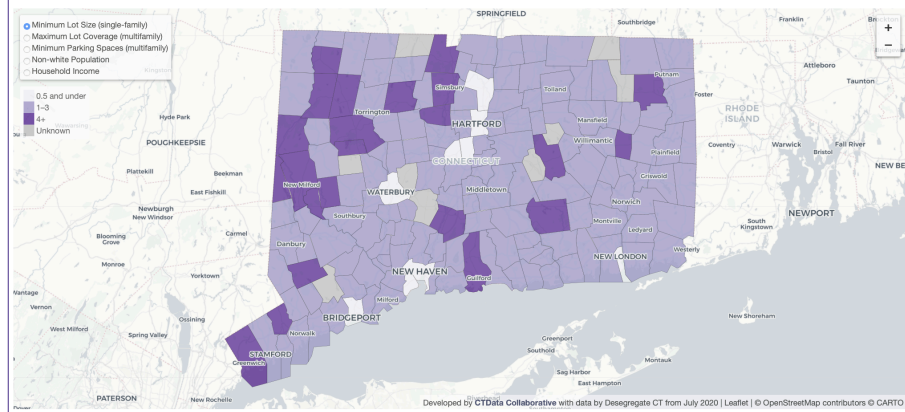 Minimum Lot Size (single-family)
Maximum Lot Coverage (multifamily)
Minimum Parking Spaces (multifamily)
Non-white Population
Household Income
0.5 and under
1–3
4+
Unknown
+
−
SPRINGFIELD
Southbridge
Franklin
Attleboro
Taunton
Putnam
Foster
RHODE
ISLAND
Simsbury
Tolland
Torrington
HARTFORD
Mansfield
Willimantic
Hyde Park
POUGHKEEPSIE
CONNECTICUT
Plainfield
Coventry
Warwick
Bristol
Fall River
NEW BE
Plattekill
Beekman
East Fishkill
New Milford
WATERBURY
Middletown
Griswold
Norwich
Newburgh
New Windsor
Southbury
Montville
NEWPORT
Blooming
Grove
Carmel
Danbury
Ledyard
South
Kingstown
Monroe
Westerly
NEW LONDON
Yorktown
NEW HAVEN
Guilford
Vernon
Milford
West Milford
Spring Valley
Ossining
BRIDGEPORT
Norwalk
New Shoreham
STAMFORD
Greenwich
Greenport
Southold
Montauk
Sag Harbor
East Hampton
PATERSON
New Rochelle
Riverhead
Developed by CTData Collaborative with data by Desegregate CT from July 2020 | Leaflet | © OpenStreetMap contributors © CARTO